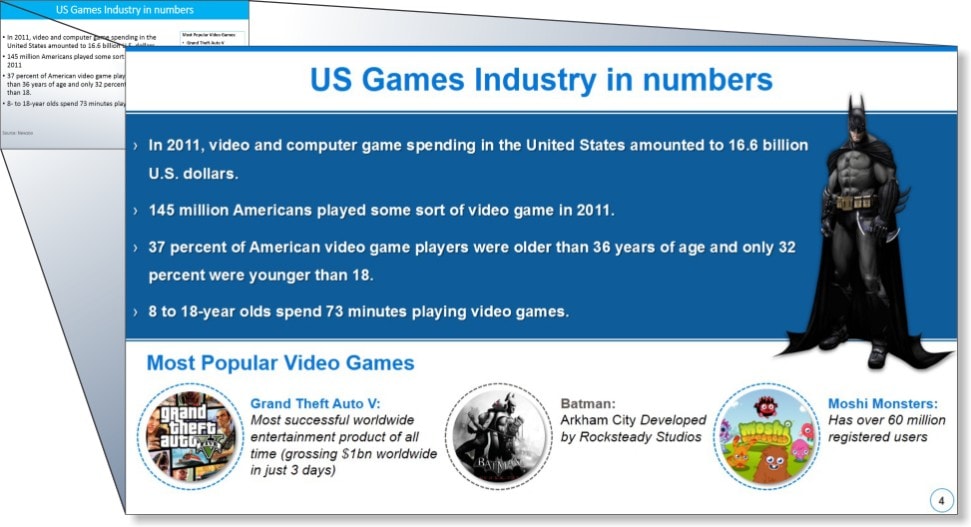 US Games Industry in numbers
• In 2011, video and computer game spending in the
United States amounted to 16.6 billion U.S. dollars
• 145 million Americans played some sort
2011
• 37 percent of American video game play
than 36 years of age and only 32 percent
than 18.
• 8- to 18-year olds spend 73 minutes play
Most Popular Video Games:
• Grand Theft Auto V
US Games Industry in numbers
› In 2011, video and computer game spending in the United States amounted to 16.6 billion
U.S. dollars.
› 145 million Americans played some sort of video game in 2011.
› 37 percent of American video game players were older than 36 years of age and only 32
percent were younger than 18.
› 8 to 18-year olds spend 73 minutes playing video games.
Most Popular Video Games
grand
theft
auto V
Grand Theft Auto V:
Most successful worldwide
entertainment product of all
time (grossing $1bn worldwide
in just 3 days)
BATMAN
Batman:
Arkham City Developed
by Rocksteady Studios
moshi
Moshi Monsters:
Has over 60 million
registered users
4